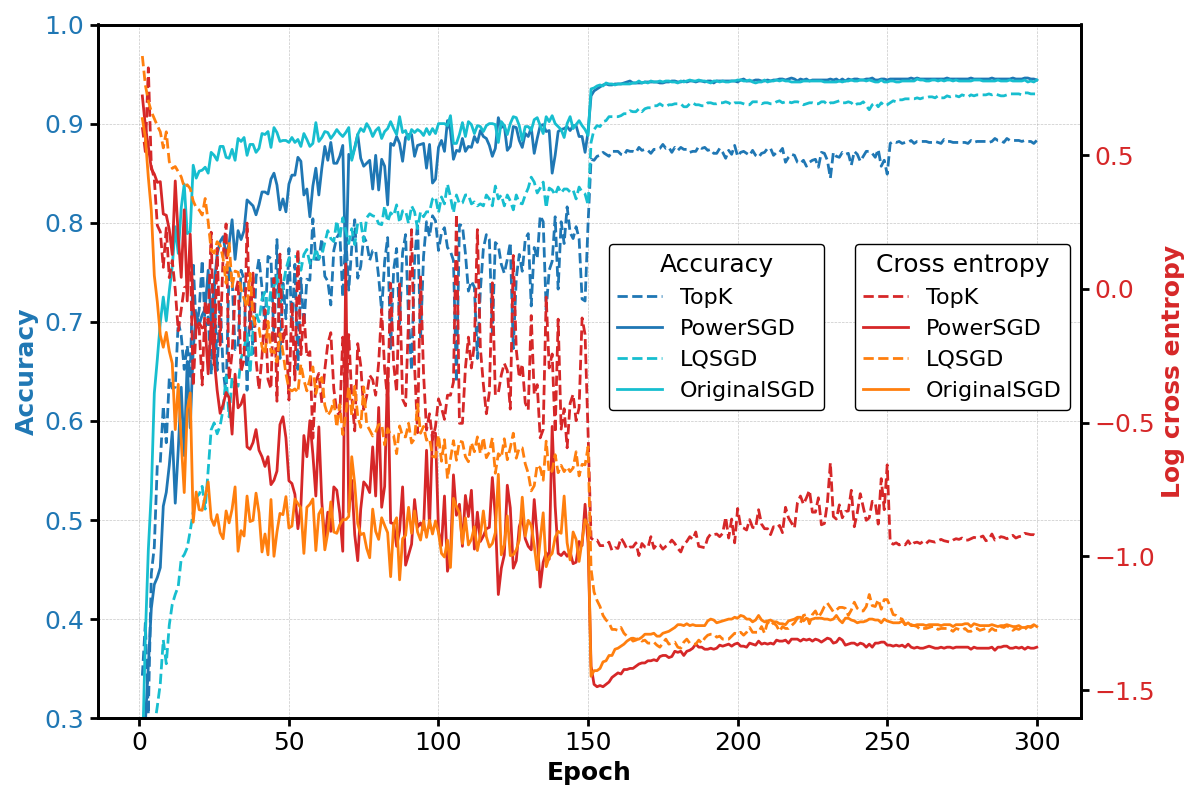 1.0
0.9
0.8
0.7
0.6
0.5
0.4
0.3
Accuracy
0
50
100
150
200
250
300
Epoch
0.5
0.0
−0.5
−1.0
−1.5
Log cross entropy
Accuracy
TopK
PowerSGD
LQSGD
OriginalSGD
Cross entropy
TopK
PowerSGD
LQSGD
OriginalSGD